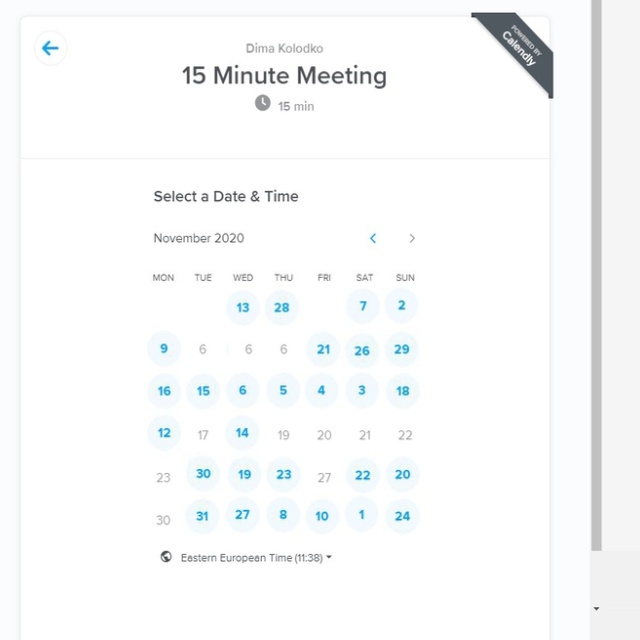 Dima Kolodko
POWERED BY
Calendly
15 Minute Meeting
15 min
Select a Date & Time
November 2020
MON TUE WED THU FRI SAT SUN
13 28 7 2
9 6 6 6 21 26 29
16 15 6 5 4 3 18
12 17 14 19 20 21 22
23 30 19 23 27 22 20
30 31 27 8 10 1 24
Eastern European Time (11:38)